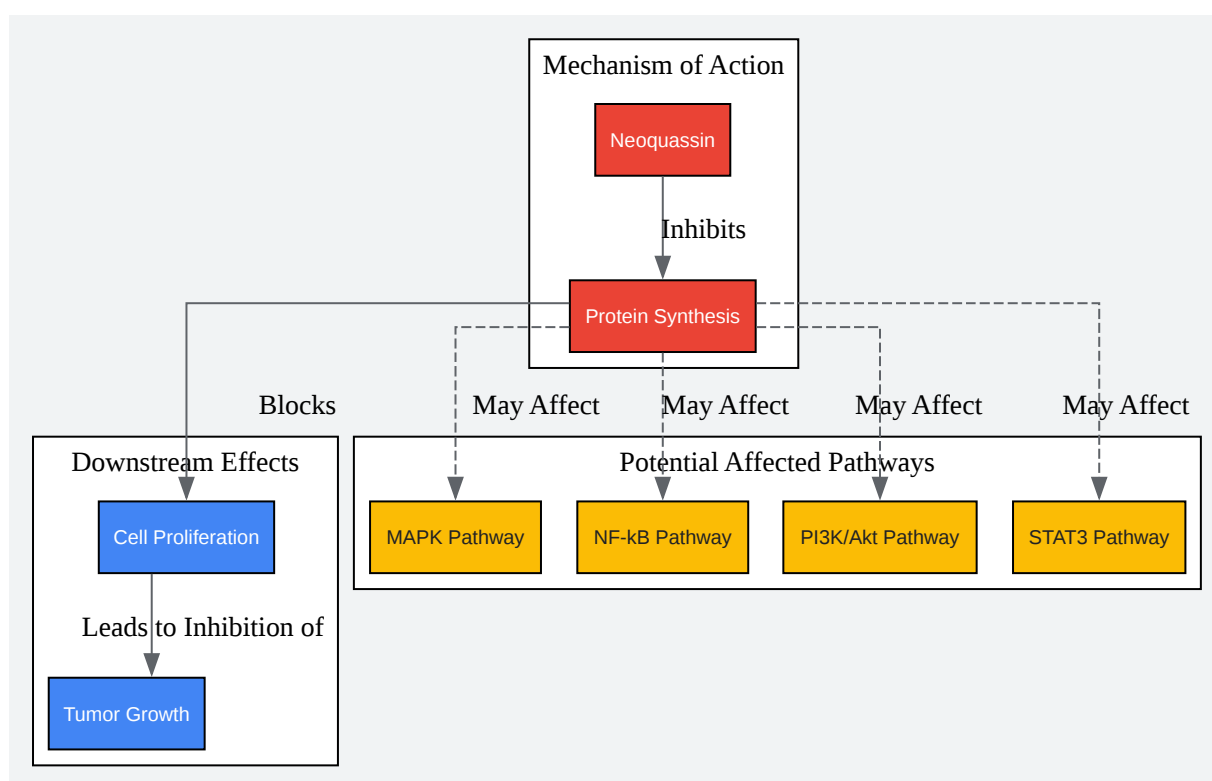 Mechanism of Action
Neoquassin
Inhibits
Protein Synthesis
Blocks
May Affect
May Affect
May Affect
May Affect
Downstream Effects
Potential Affected Pathways
Cell Proliferation
MAPK Pathway
NF-kB Pathway
PI3K/Akt Pathway
STAT3 Pathway
Leads to Inhibition of
Tumor Growth